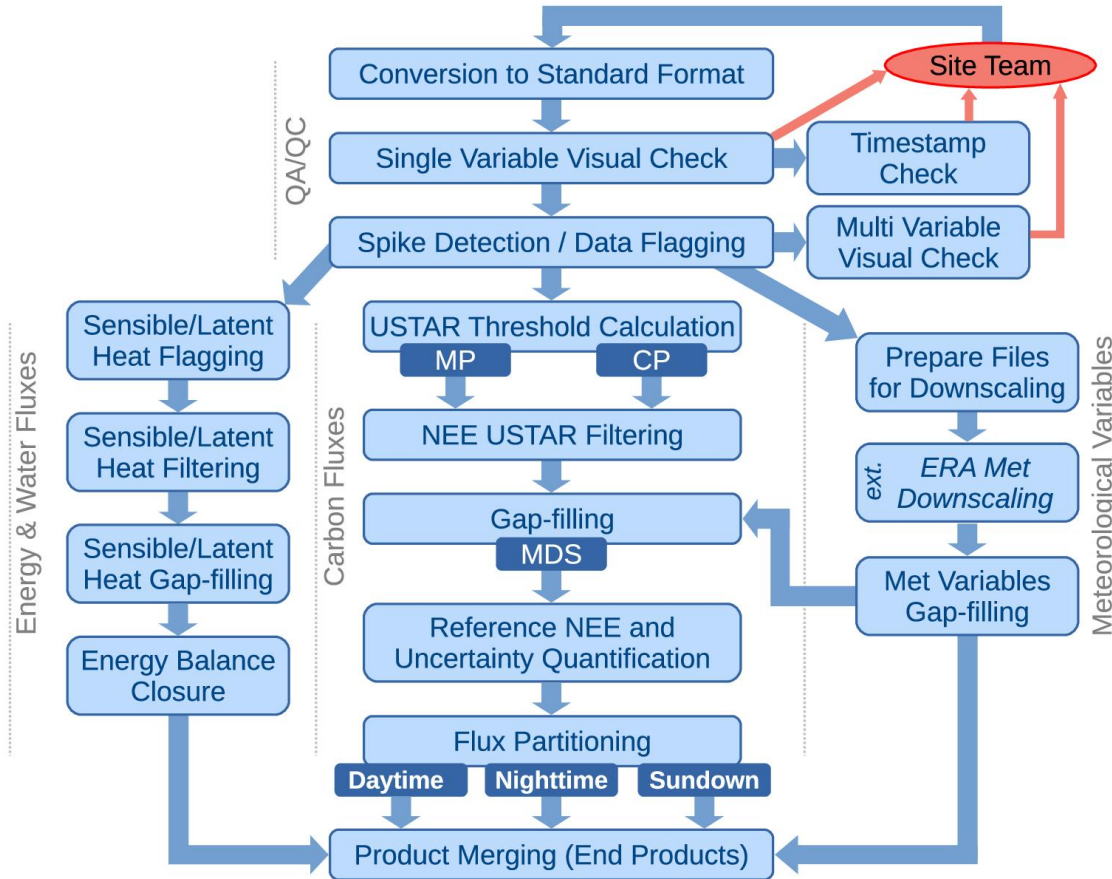 Site Team
Conversion to Standard Format
QA/QC
Single Variable Visual Check
Timestamp
Check
Spike Detection / Data Flagging
Multi Variable
Visual Check
Energy & Water Fluxes
Sensible/Latent
Heat Flagging
Sensible/Latent
Heat Filtering
Sensible/Latent
Heat Gap-filling
Energy Balance
Closure
Carbon Fluxes
USTAR Threshold Calculation
MP
CP
NEE USTAR Filtering
Gap-filling
MDS
Reference NEE and
Uncertainty Quantification
Flux Partitioning
Daytime
Nighttime
Sundown
Meteorological Variables
Prepare Files
for Downscaling
ext.
ERA Met
Downscaling
Met Variables
Gap-filling
Product Merging (End Products)